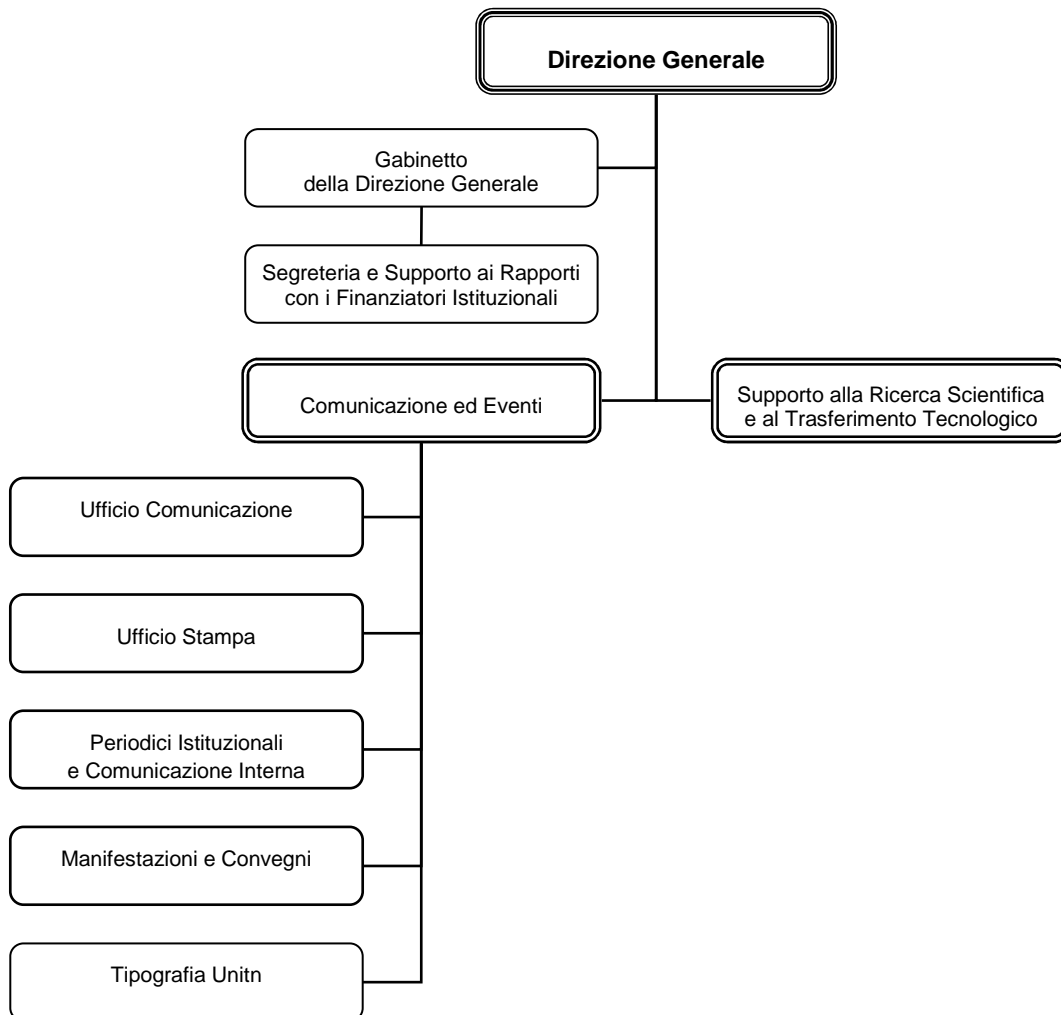 Direzione Generale
Gabinetto
della Direzione Generale
Segreteria e Supporto ai Rapporti
con i Finanziatori Istituzionali
Comunicazione ed Eventi
Supporto alla Ricerca Scientifica
e al Trasferimento Tecnologico
Ufficio Comunicazione
Ufficio Stampa
Periodici Istituzionali
e Comunicazione Interna
Manifestazioni e Convegni
Tipografia Unitn